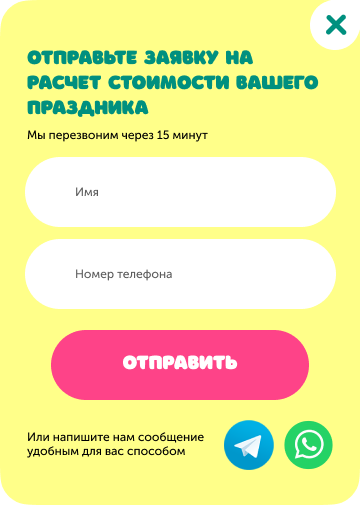 ОТПРАВЬТЕ ЗАЯВКУ НА
РАСЧЕТ СТОИМОСТИ ВАШЕГО
ПРАЗДНИКА
Мы перезвоним через 15 минут
Имя
Номер телефона
ОТПРАВИТЬ
Или напишите нам сообщение
удобным для вас способом